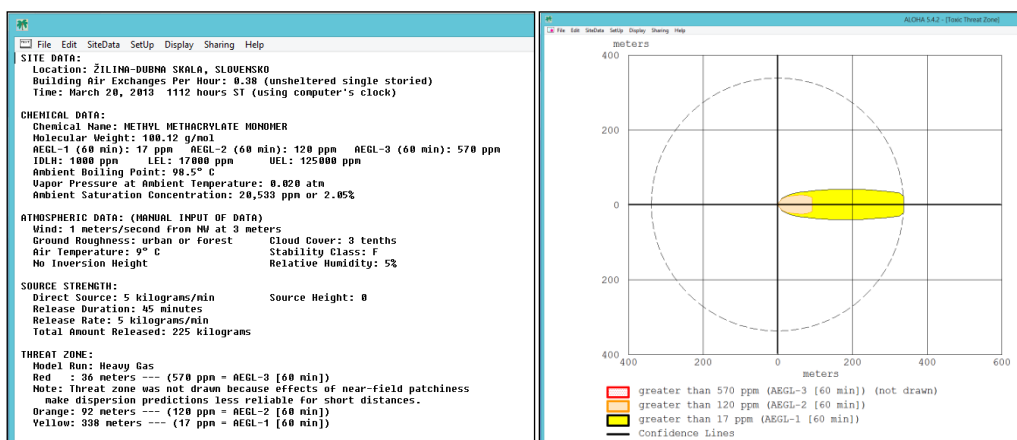 File Edit SiteData SetUp Display Sharing Help
SITE DATA:
Location: ŽILINA-DUBNA SKALA, SLOVENSKO
Building Air Exchanges Per Hour: 0.38 (unsheltered single storied)
Time: March 20, 2013 1112 hours ST (using computer's clock)
CHEMICAL DATA:
Chemical Name: METHYL METHACRYLATE MONOMER
Molecular Weight: 100.12 g/mol
AEGL-1 (60 min): 17 ppm AEGL-2 (60 min): 120 ppm AEGL-3 (60 min): 570 ppm
IDLH: 1000 ppm LEL: 17000 ppm UEL: 125000 ppm
Ambient Boiling Point: 98.5° C
Vapor Pressure at Ambient Temperature: 0.020 atm
Ambient Saturation Concentration: 20,533 ppm or 2.05%
ATMOSPHERIC DATA: (MANUAL INPUT OF DATA)
Wind: 1 meters/second from NW at 3 meters
Ground Roughness: urban or forest Cloud Cover: 3 tenths
Air Temperature: 9° C Stability Class: F
No Inversion Height Relative Humidity: 5%
SOURCE STRENGTH:
Direct Source: 5 kilograms/min Source Height: 0
Release Duration: 45 minutes
Release Rate: 5 kilograms/min
Total Amount Released: 225 kilograms
THREAT ZONE:
Model Run: Heavy Gas
Red : 36 meters --- (570 ppm = AEGL-3 [60 min])
Note: Threat zone was not drawn because effects of near-field patchiness
make dispersion predictions less reliable for short distances.
Orange: 92 meters --- (120 ppm = AEGL-2 [60 min])
Yellow: 338 meters --- (17 ppm = AEGL-1 [60 min])
ALOHA 5.4.2 - [Toxic Threat Zone]
File Edit SiteData SetUp Display Sharing Help
meters
400
200
0
200
400
400 200 0 200 400 600
meters
greater than 570 ppm (AEGL-3 [60 min]) (not drawn)
greater than 120 ppm (AEGL-2 [60 min])
greater than 17 ppm (AEGL-1 [60 min])
Confidence Lines